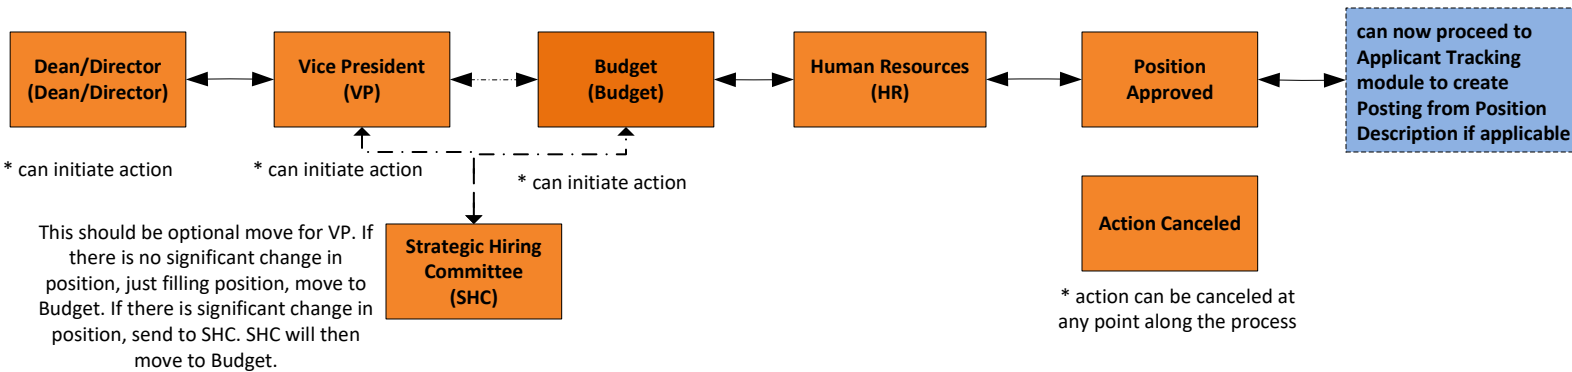 Dean/Director
(Dean/Director)
Vice President
(VP)
Budget
(Budget)
Human Resources
(HR)
Position
Approved
can now proceed to
Applicant Tracking
module to create
Posting from Position
Description if applicable
* can initiate action
* can initiate action
* can initiate action
This should be optional move for VP. If
there is no significant change in
position, just filling position, move to
Budget. If there is significant change in
position, send to SHC. SHC will then
move to Budget.
Strategic Hiring
Committee
(SHC)
Action Canceled
* action can be canceled at
any point along the process